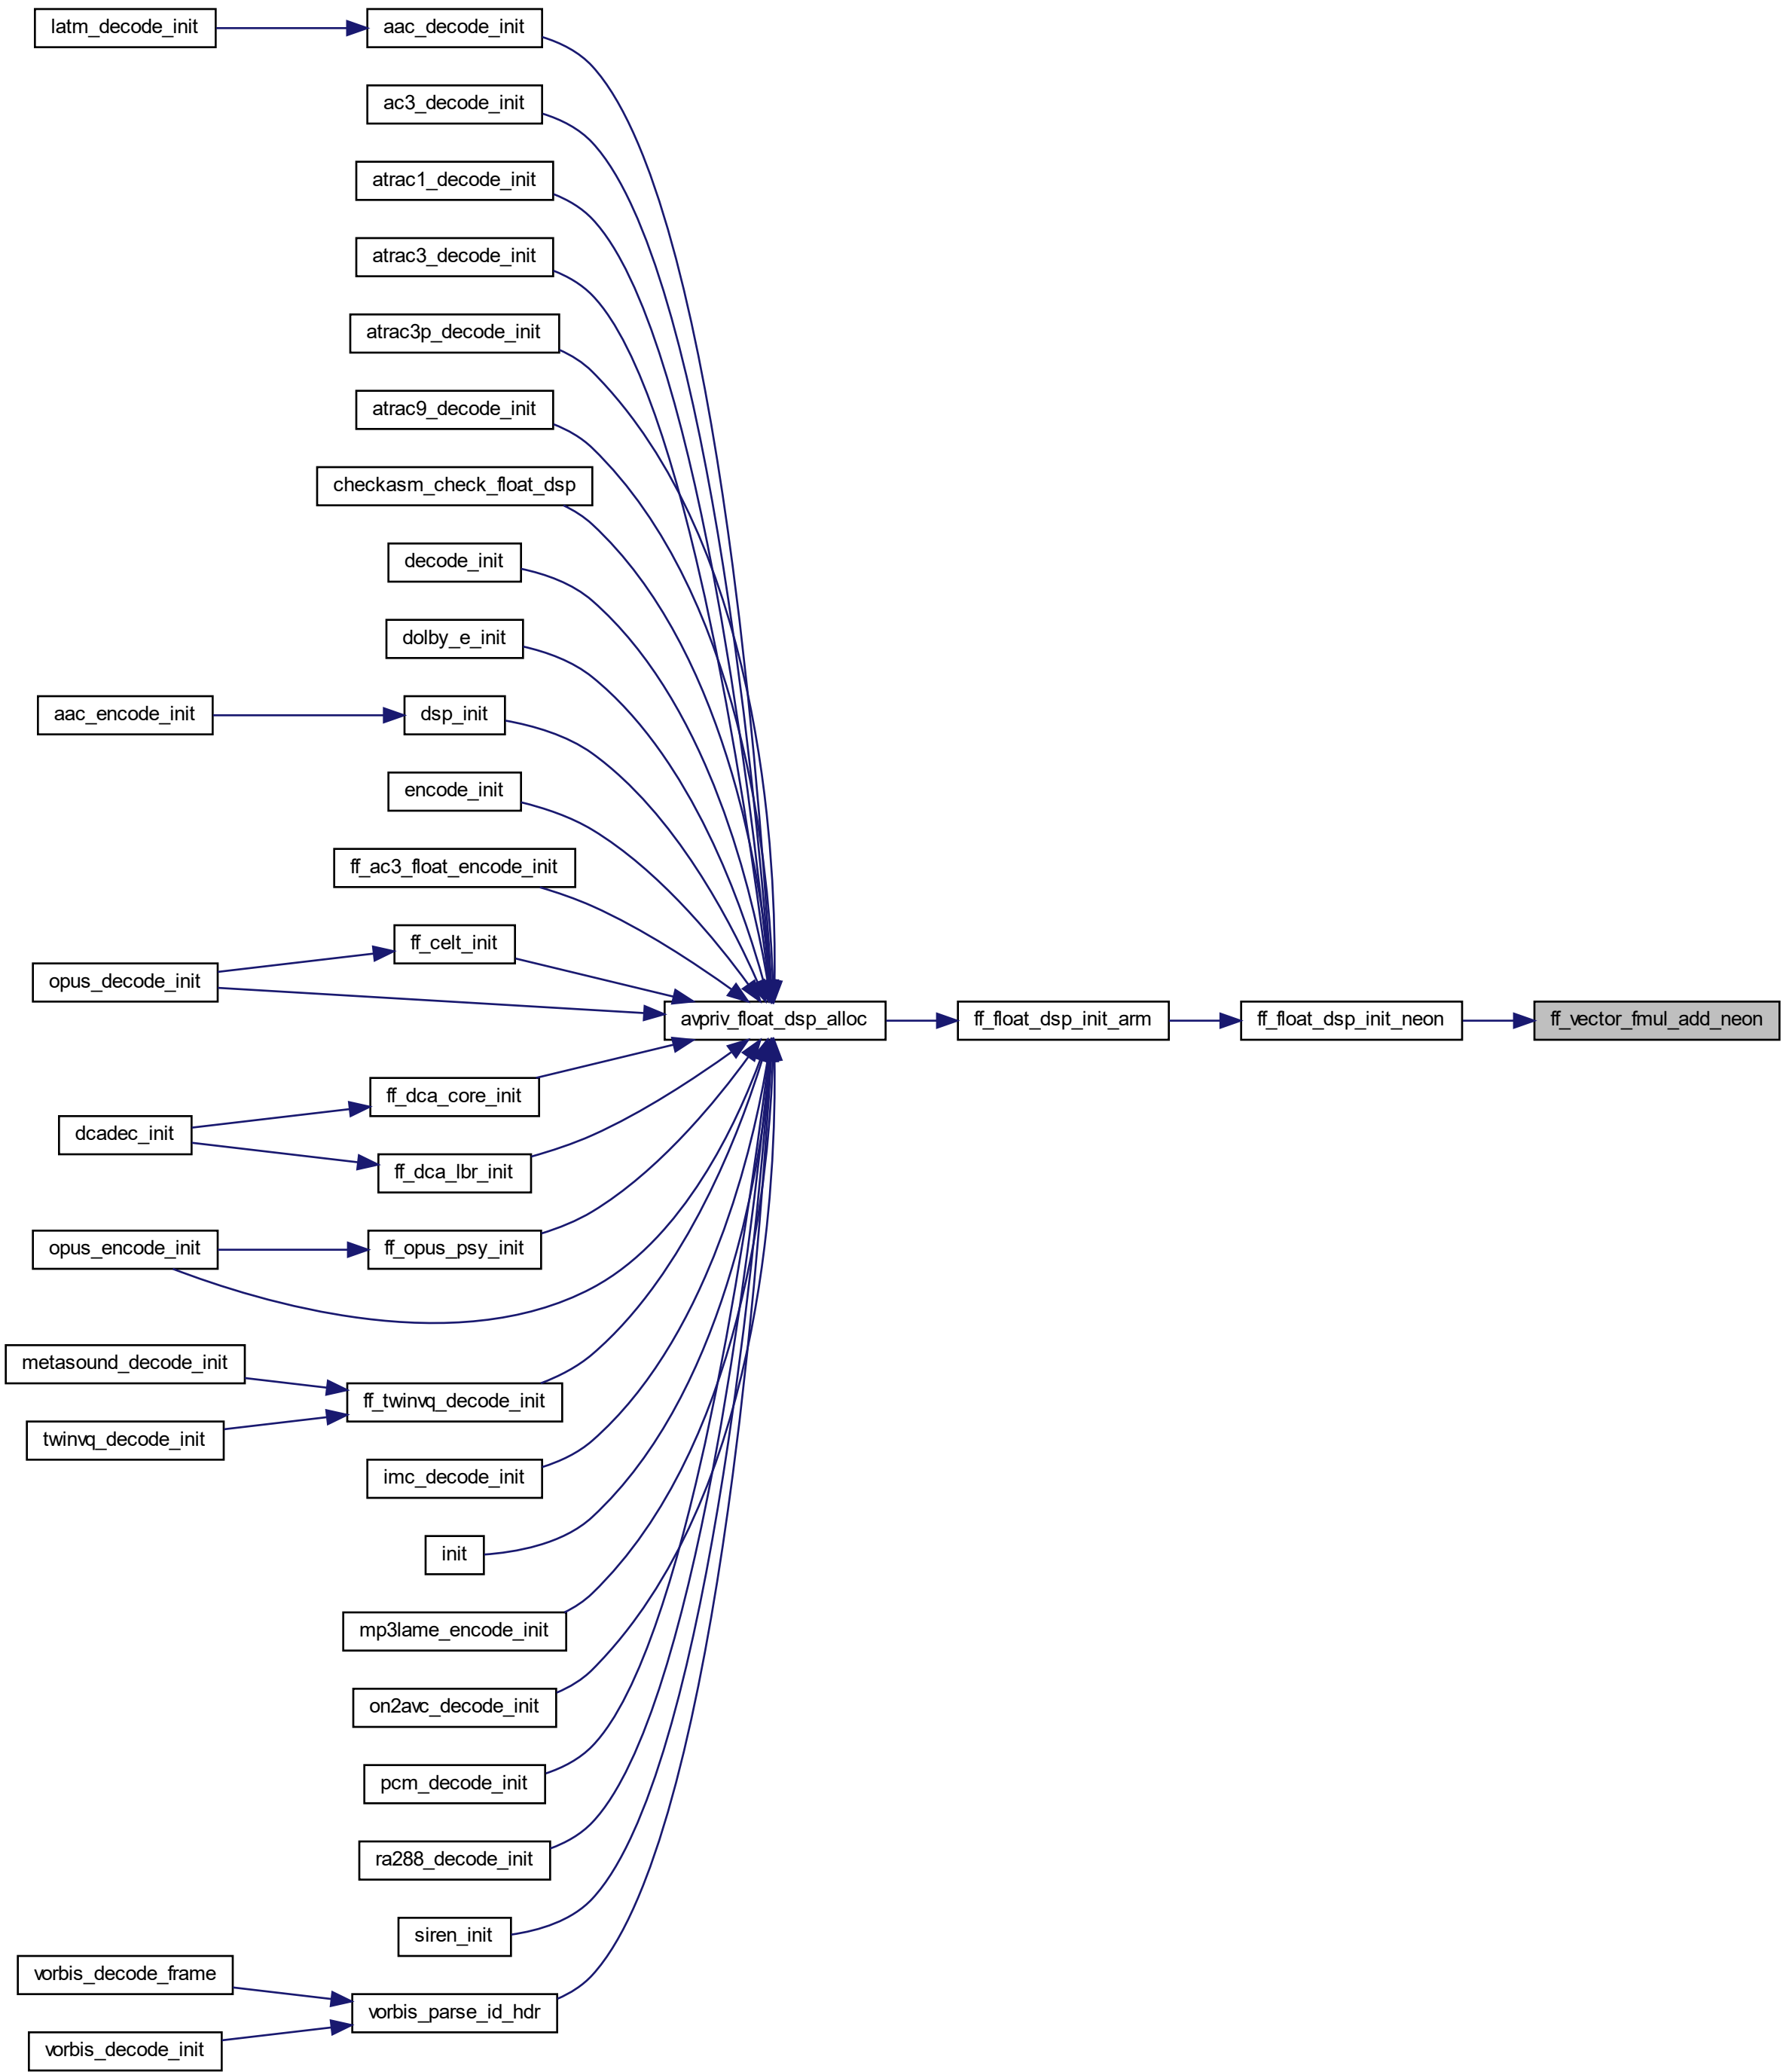 latm_decode_init
aac_decode_init
ac3_decode_init
atrac1_decode_init
atrac3_decode_init
atrac3p_decode_init
atrac9_decode_init
checkasm_check_float_dsp
decode_init
dolby_e_init
aac_encode_init
dsp_init
encode_init
ff_ac3_float_encode_init
ff_celt_init
opus_decode_init
avpriv_float_dsp_alloc
ff_float_dsp_init_arm
ff_float_dsp_init_neon
ff_vector_fmul_add_neon
ff_dca_core_init
dcadec_init
ff_dca_lbr_init
opus_encode_init
ff_opus_psy_init
metasound_decode_init
ff_twinvq_decode_init
twinvq_decode_init
imc_decode_init
init
mp3lame_encode_init
on2avc_decode_init
pcm_decode_init
ra288_decode_init
siren_init
vorbis_decode_frame
vorbis_parse_id_hdr
vorbis_decode_init